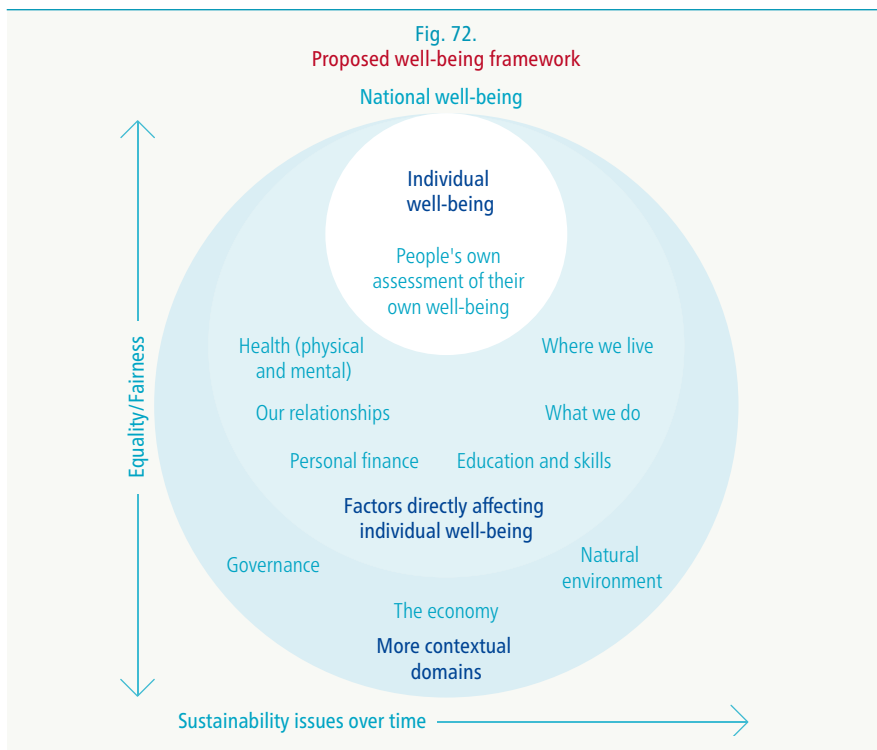 Fig. 72.
Proposed well-being framework
National well-being
Individual
well-being
People's own
assessment of their
own well-being
Health (physical
and mental)
Where we live
Our relationships
What we do
Personal finance
Education and skills
Factors directly affecting
individual well-being
Governance
Natural
environment
The economy
More contextual
domains
Equality/Fairness
Sustainability issues over time